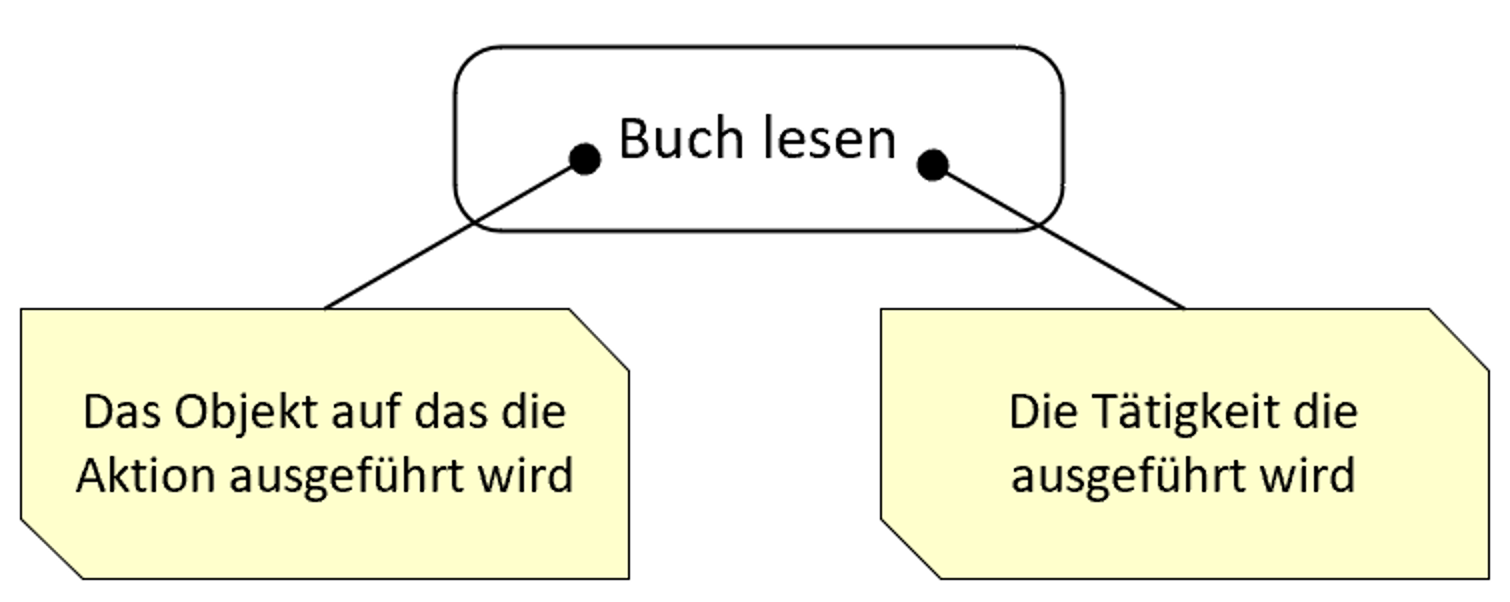 Buch lesen
Das Objekt auf das die
Aktion ausgeführt wird
Die Tätigkeit die
ausgeführt wird